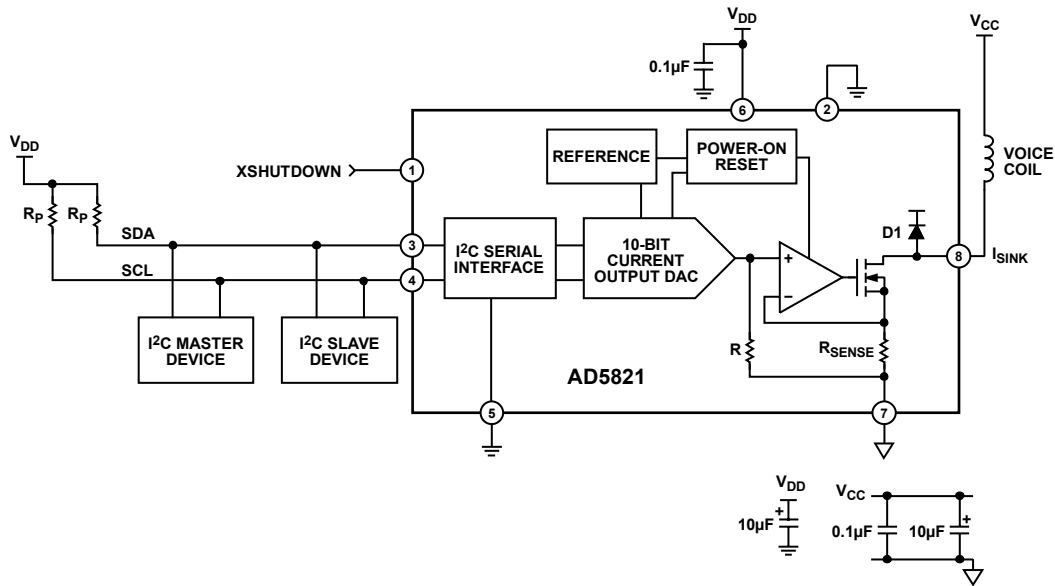 VDD
VCC
0.1µF
6
2
VDD
XSHUTDOWN
1
REFERENCE
POWER-ON
RESET
VOICE
COIL
RP
RP
SDA
3
I²C SERIAL
INTERFACE
10-BIT
CURRENT
OUTPUT DAC
+
–
D1
8
ISINK
SCL
4
I²C MASTER
DEVICE
I²C SLAVE
DEVICE
R
RSENSE
AD5821
5
7
VDD
+
10µF
VCC
0.1µF
10µF
+